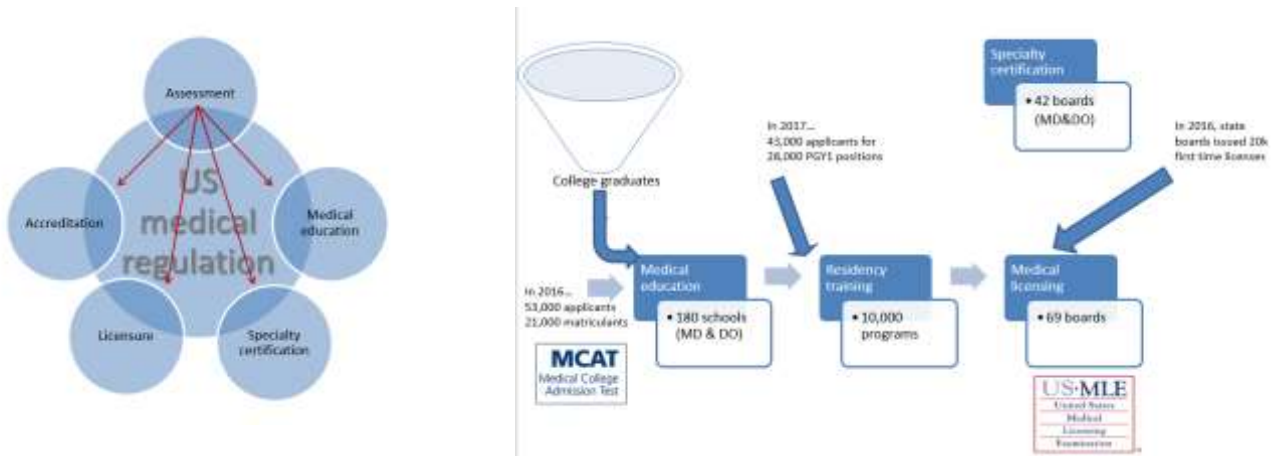 Assessment
US
medical
regulation
Accreditation
Medical
education
Licensure
Specialty
certification
College graduates
In 2016...
53,000 applicants
21,000 matriculants
MCAT
Medical College
Admission Test
Medical
education
• 180 schools
(MD & DO)
In 2017...
43,000 applicants for
28,000 PGY1 positions
Residency
training
• 10,000
programs
Specialty
certification
• 42 boards
(MD&DO)
In 2016, state
boards issued 20k
first time licenses
Medical
licensing
• 69 boards
US·MLE
United States
Medical
Licensing
Examination